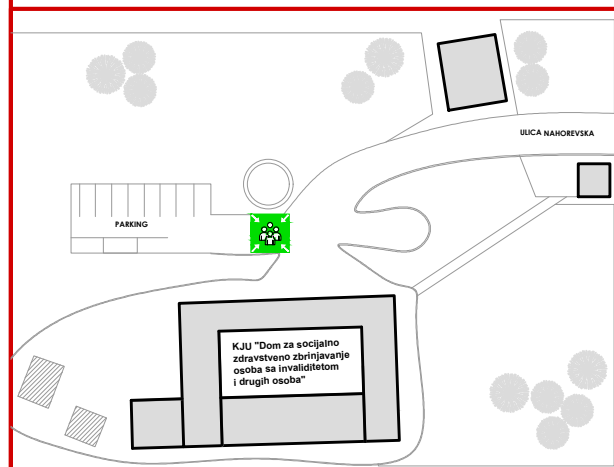 ULICA NAHOREVSKA
PARKING
KJU "Dom za socijalno
zdravstveno zbrinjavanje
osoba sa invaliditetom
i drugih osoba"